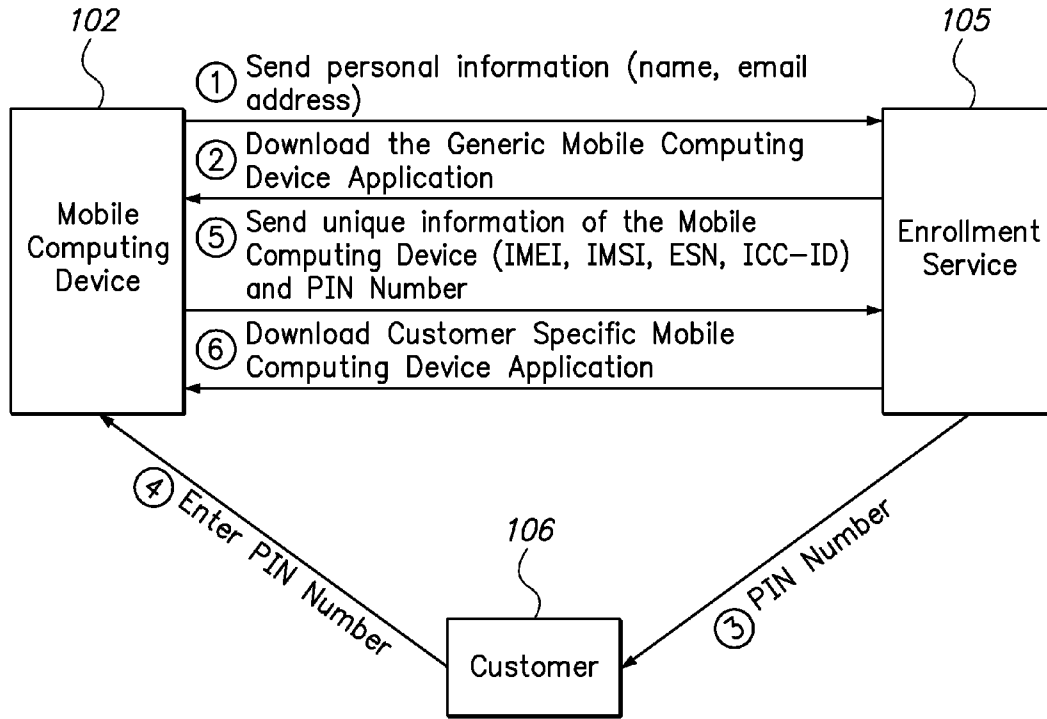 102
105
① Send personal information (name, email
address)
② Download the Generic Mobile Computing
Device Application
⑤ Send unique information of the Mobile
Computing Device (IMEI, IMSI, ESN, ICC-ID)
and PIN Number
⑥ Download Customer Specific Mobile
Computing Device Application
Mobile
Computing
Device
Enrollment
Service
④ Enter PIN Number
③ PIN Number
106
Customer